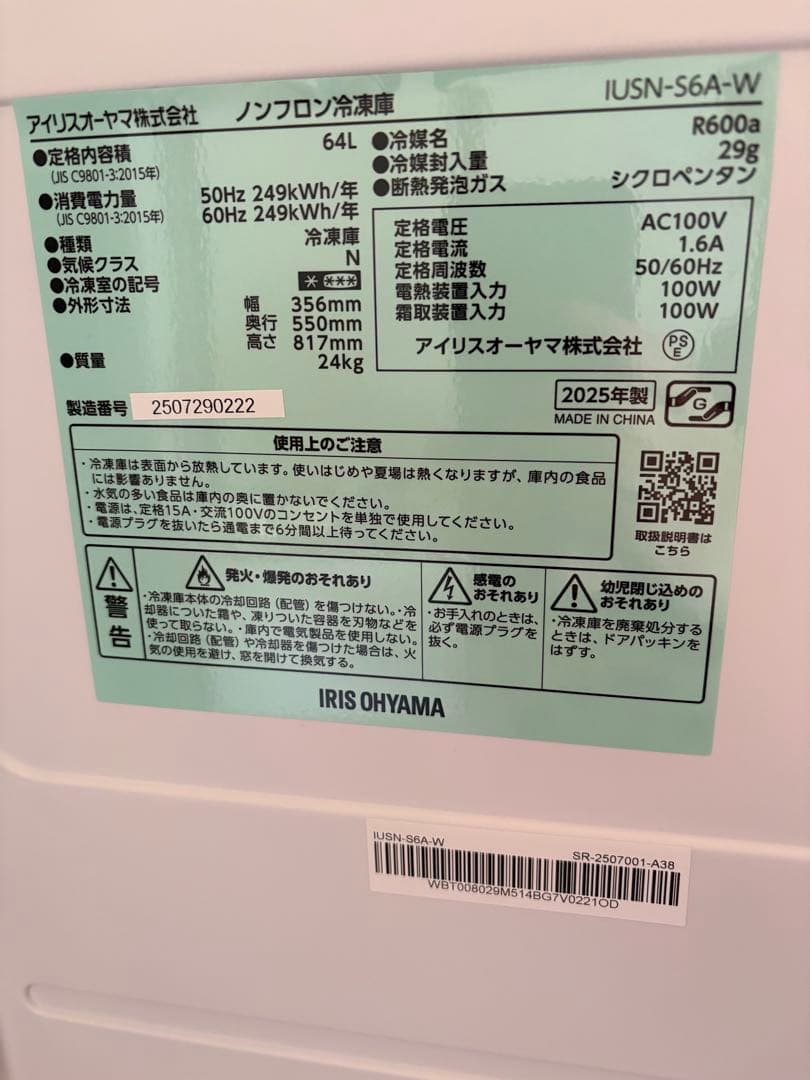 アイリスオーヤマ株式会社 ノンフロン冷凍庫 IUSN-S6A-W
●定格内容積 64L
(JIS C9801-3:2015年)
●消費電力量 50Hz 249kWh/年
(JIS C9801-3:2015年) 60Hz 249kWh/年
●種類 冷凍庫
●気候クラス N
●冷凍室の記号
●外形寸法 幅 356mm
奥行 550mm
高さ 817mm
●質量 24kg
●冷媒名 R600a
●冷媒封入量 29g
●断熱発泡ガス シクロペンタン
定格電圧 AC100V
定格電流 1.6A
定格周波数 50/60Hz
電熱装置入力 100W
霜取装置入力 100W
アイリスオーヤマ株式会社 PSE
製造番号 2507290222
2025年製
MADE IN CHINA
G
使用上のご注意
・冷凍庫は表面から放熱しています。使いはじめや夏場は熱くなりますが、庫内の食品
には影響ありません。
・水気の多い食品は庫内の奥に置かないでください。
・電源は、定格15A・交流100Vのコンセントを単独で使用してください。
・電源プラグを抜いたら通電まで6分間以上待ってください。
取扱説明書は
こちら
警告
発火・爆発のおそれあり
・冷凍庫本体の冷却回路（配管）を傷つけない。・冷
却器についた霜や、凍りついた容器を刃物などを
使って取らない。・庫内で電気製品を使用しない。
・冷却回路（配管）や冷却器を傷つけた場合は、火
気の使用を避け、窓を開けて換気する。
感電の
おそれあり
・お手入れのときは、
必ず電源プラグを
抜く。
幼児閉じ込めの
おそれあり
・冷凍庫を廃棄処分する
ときは、ドアパッキンを
はずす。
IRIS OHYAMA
IUSN-S6A-W SR-2507001-A38
WBT008029M514BG7V0221OD